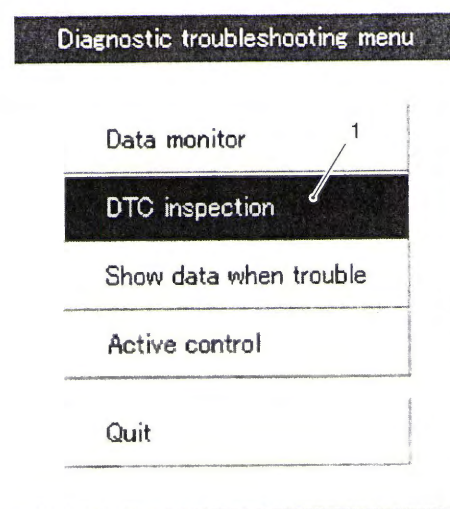 Diagnostic troubleshooting menu
Data monitor
1
DTC inspection
Show data when trouble
Active control
Quit